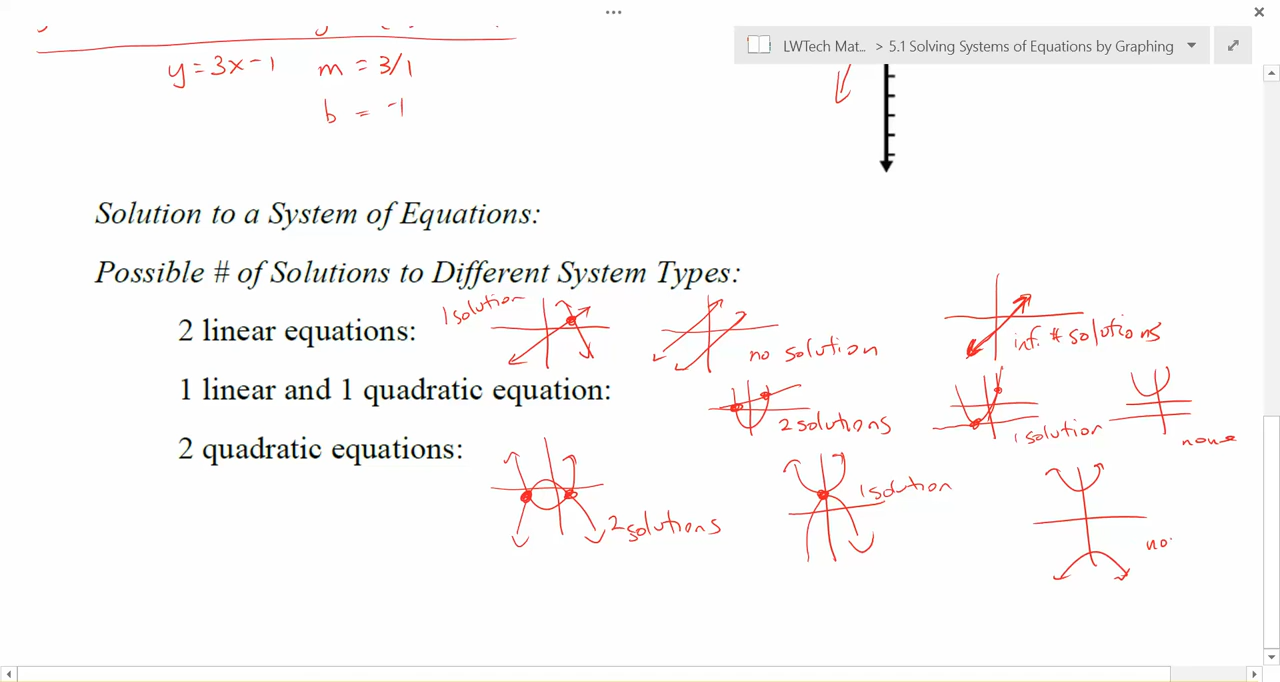 LWTech Mat... > 5.1 Solving Systems of Equations by Graphing
y = 3x - 1 m = 3/1
b = -1
Solution to a System of Equations:
Possible # of Solutions to Different System Types:
2 linear equations: 1 solution no solution inf. # solutions
1 linear and 1 quadratic equation: 2 solutions 1 solution none
2 quadratic equations: 2 solutions 1 solution no